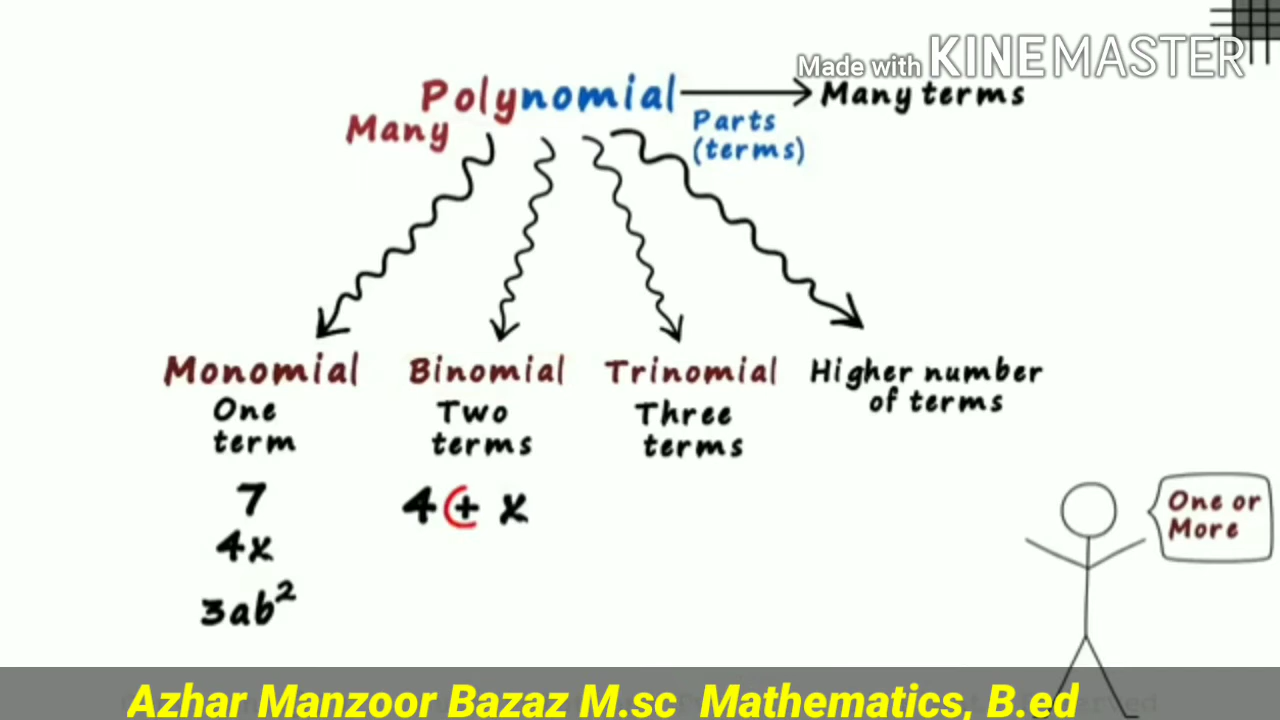 Made with KINEMASTER
Polynomial
Many terms
Many
Parts
(terms)
Monomial
One
term
7
4x
3ab²
Binomial
Two
terms
4 + x
Trinomial
Three
terms
Higher number
of terms
One or
More
Azhar Manzoor Bazaz M.sc Mathematics, B.ed